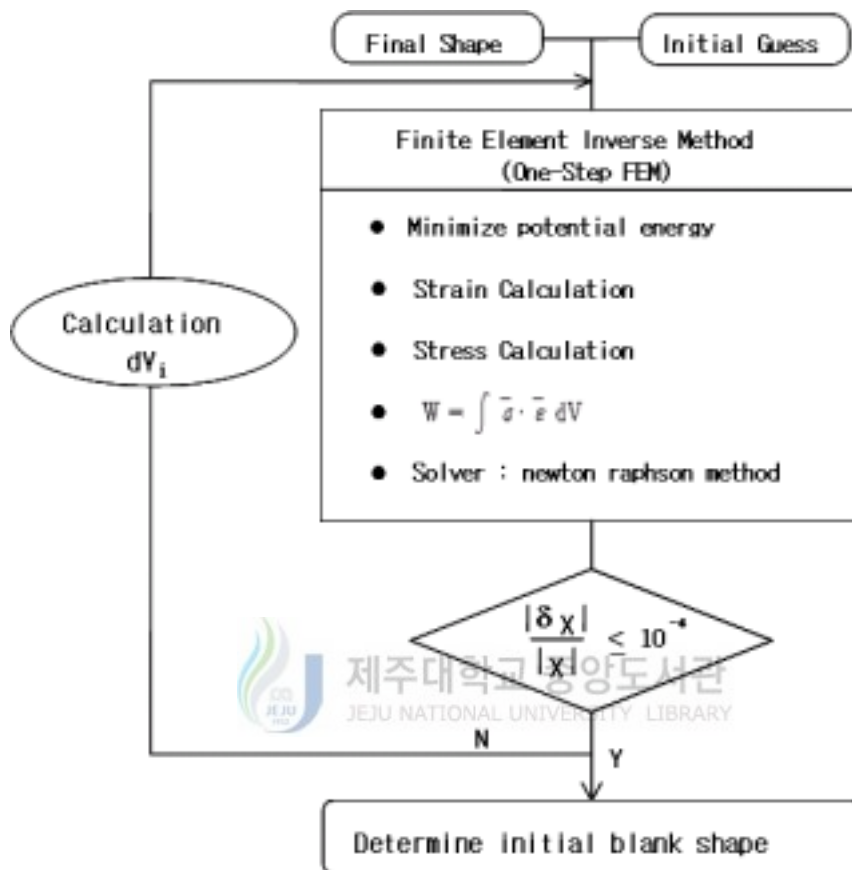 Final Shape
Initial Guess
Finite Element Inverse Method
(One-Step FEM)
● Minimize potential energy
● Strain Calculation
● Stress Calculation
● W = ∫ σ̄ · ε̄ dV
● Solver : newton raphson method
Calculation
dVᵢ
|δX|
|X|
≤ 10⁻⁴
제주대학교 중앙도서관
JEJU NATIONAL UNIVERSITY LIBRARY
JEJU
1952
N
Y
Determine initial blank shape